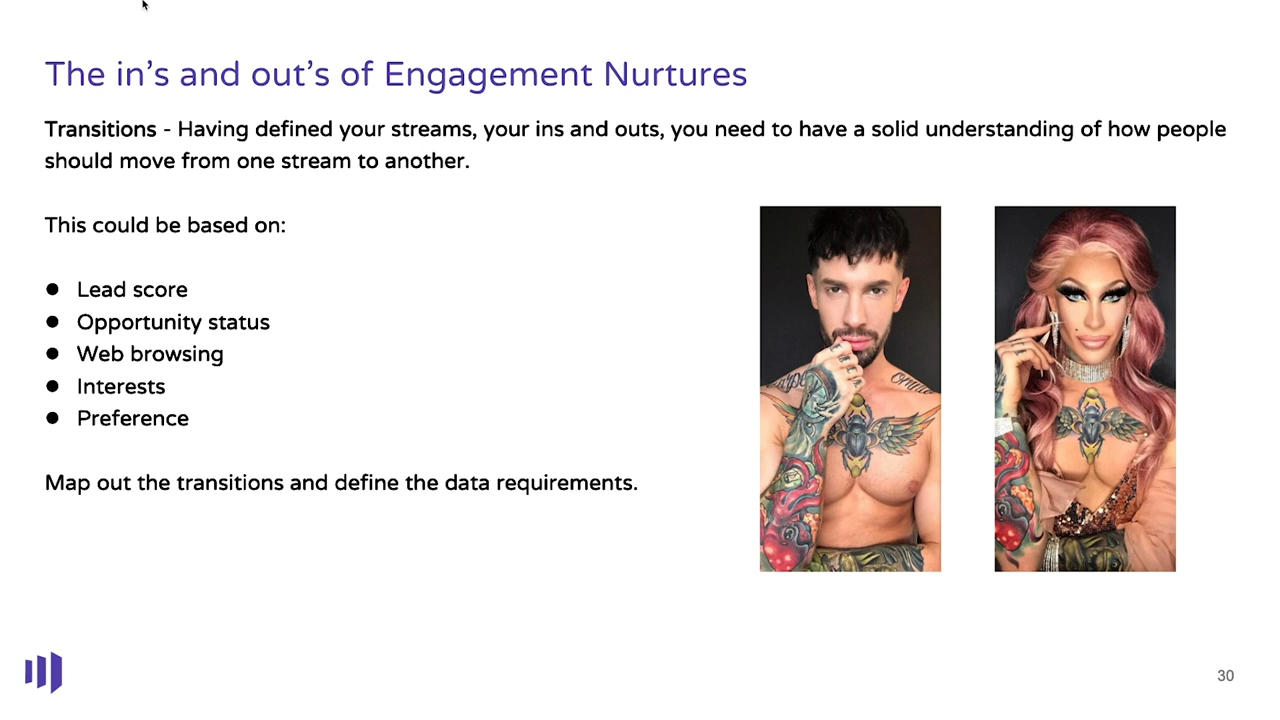 The in's and out's of Engagement Nurtures
Transitions - Having defined your streams, your ins and outs, you need to have a solid understanding of how people
should move from one stream to another.
This could be based on:
● Lead score
● Opportunity status
● Web browsing
● Interests
● Preference
Map out the transitions and define the data requirements.
30